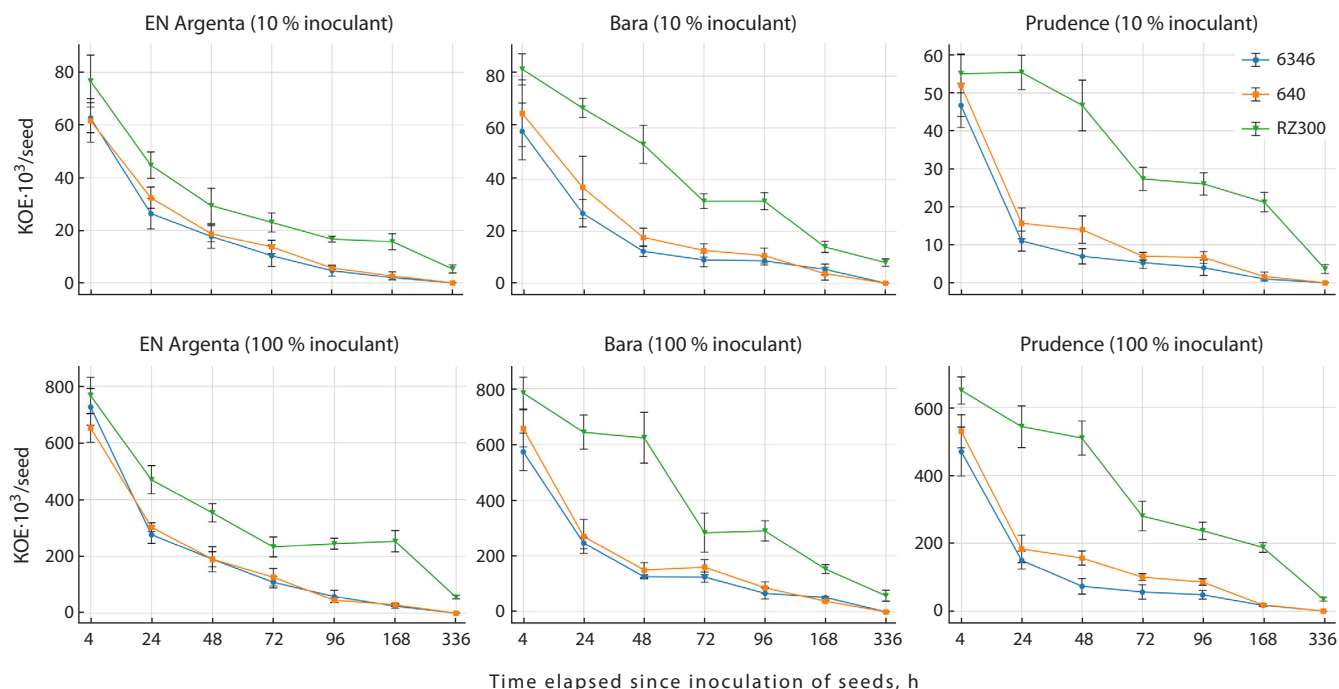 EN Argenta (10 % inoculant)
Bara (10 % inoculant)
Prudence (10 % inoculant)
KOE·10³/seed
80
60
40
20
0
80
60
40
20
0
60
50
40
30
20
10
0
6346
640
RZ300
EN Argenta (100 % inoculant)
Bara (100 % inoculant)
Prudence (100 % inoculant)
KOE·10³/seed
800
600
400
200
0
800
600
400
200
0
600
400
200
0
4 24 48 72 96 168 336
4 24 48 72 96 168 336
4 24 48 72 96 168 336
Time elapsed since inoculation of seeds, h